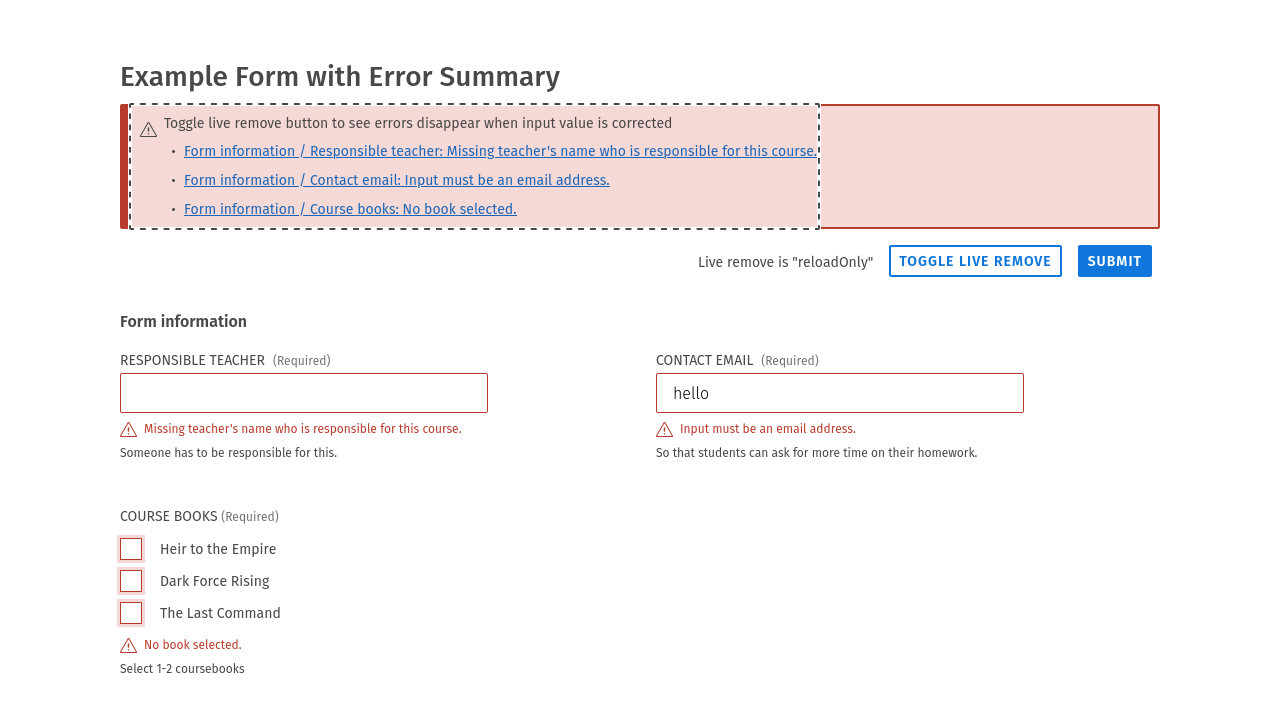 Example Form with Error Summary
Toggle live remove button to see errors disappear when input value is corrected
• Form information / Responsible teacher: Missing teacher's name who is responsible for this course.
• Form information / Contact email: Input must be an email address.
• Form information / Course books: No book selected.
Live remove is "reloadOnly" TOGGLE LIVE REMOVE SUBMIT
Form information
RESPONSIBLE TEACHER (Required)
Missing teacher's name who is responsible for this course.
Someone has to be responsible for this.
CONTACT EMAIL (Required)
hello
Input must be an email address.
So that students can ask for more time on their homework.
COURSE BOOKS (Required)
Heir to the Empire
Dark Force Rising
The Last Command
No book selected.
Select 1-2 coursebooks